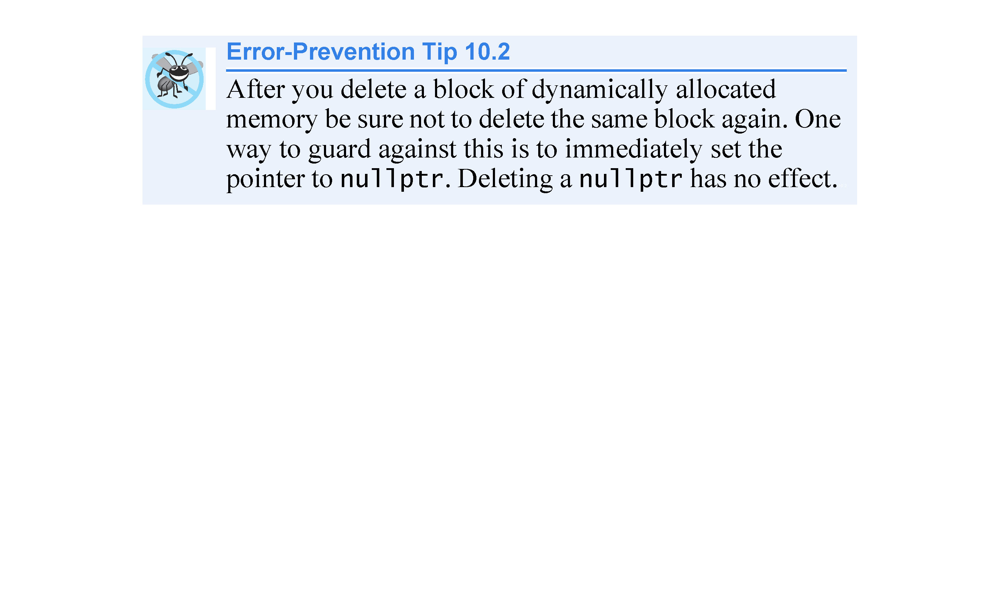 Error-Prevention Tip 10.2
After you delete a block of dynamically allocated
memory be sure not to delete the same block again. One
way to guard against this is to immediately set the
pointer to nullptr. Deleting a nullptr has no effect.